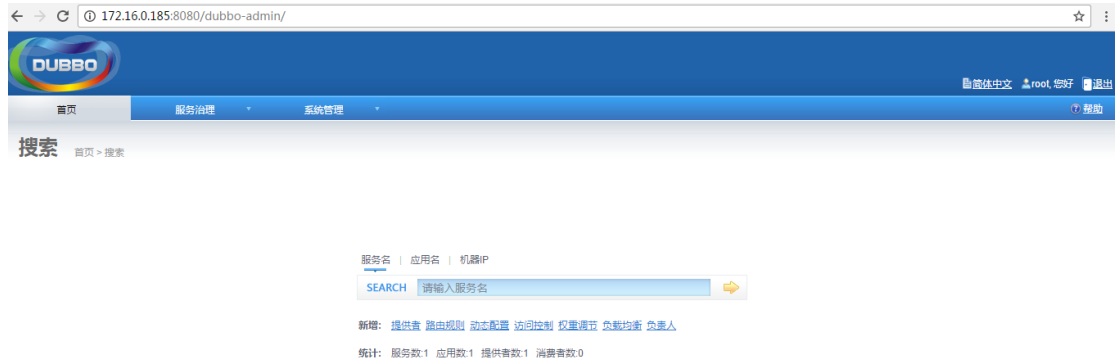 172.16.0.185:8080/dubbo-admin/
DUBBO
简体中文 root, 您好 退出
首页 服务治理 系统管理 帮助
搜索 首页 > 搜索
服务名 | 应用名 | 机器IP
SEARCH 请输入服务名
新增: 提供者 路由规则 动态配置 访问控制 权重调节 负载均衡 负责人
统计: 服务数:1 应用数:1 提供者数:1 消费者数:0